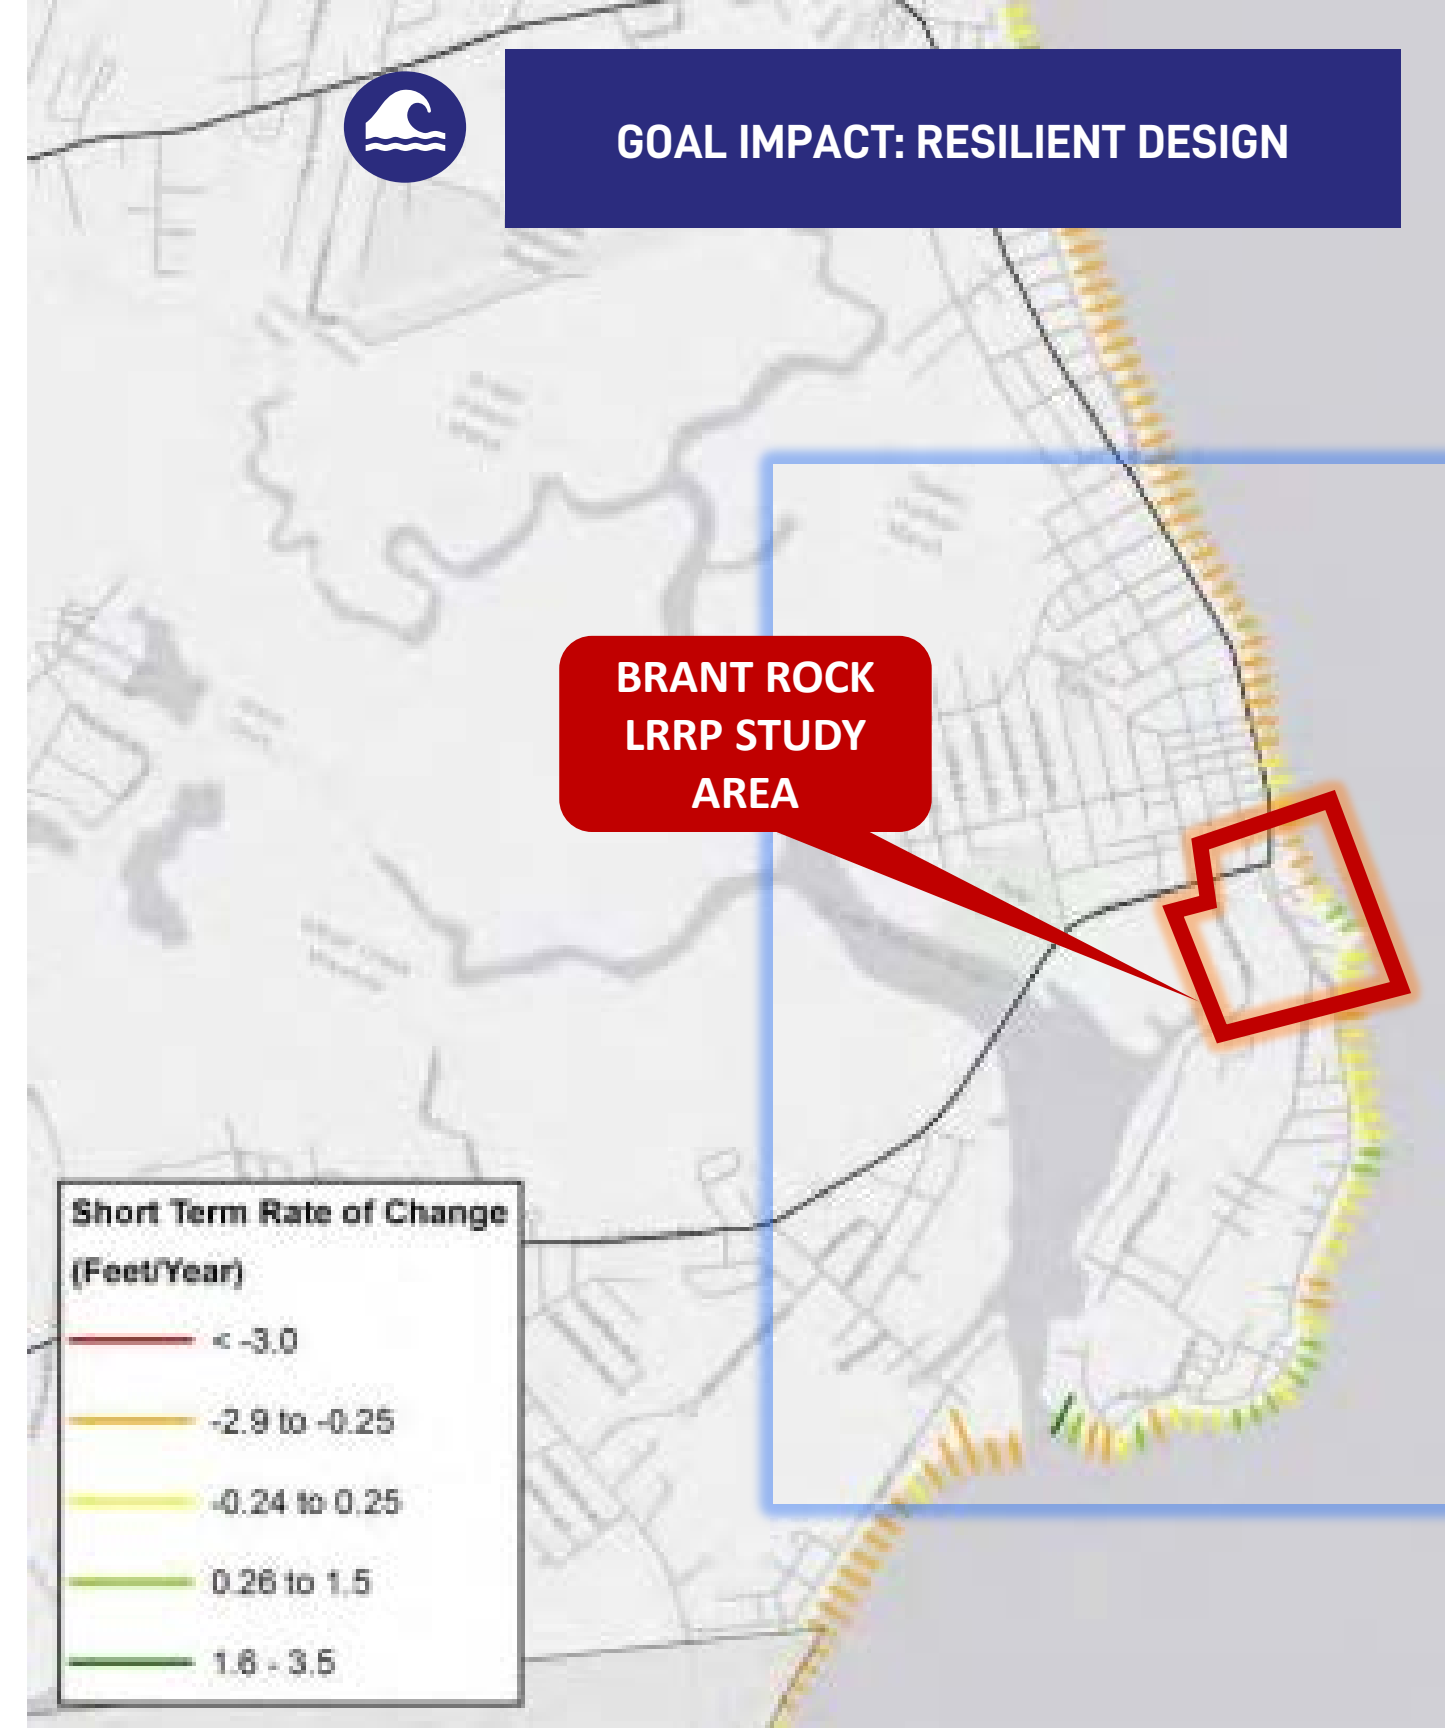 GOAL IMPACT: RESILIENT DESIGN
BRANT ROCK
LRRP STUDY
AREA
Short Term Rate of Change
(Feet/Year)
< -3.0
-2.9 to -0.25
-0.24 to 0.25
0.26 to 1.5
1.6 - 3.5